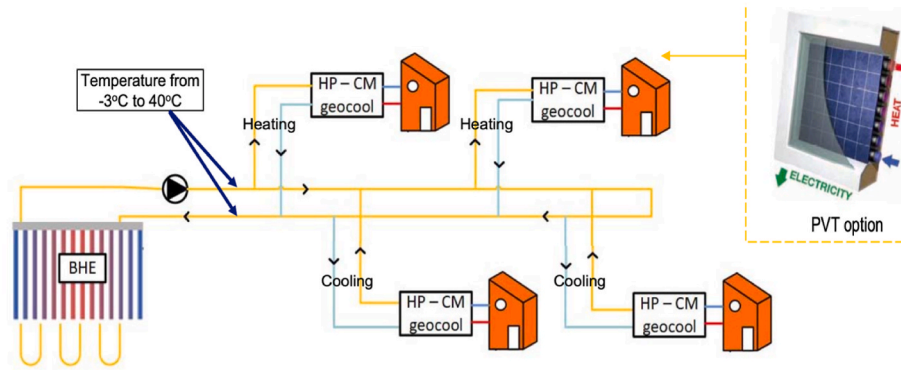 Temperature from
-3°C to 40°C
HP – CM
geocool
HP – CM
geocool
Heating
Heating
HEAT
ELECTRICITY
PVT option
BHE
Cooling
Cooling
HP – CM
geocool
HP – CM
geocool